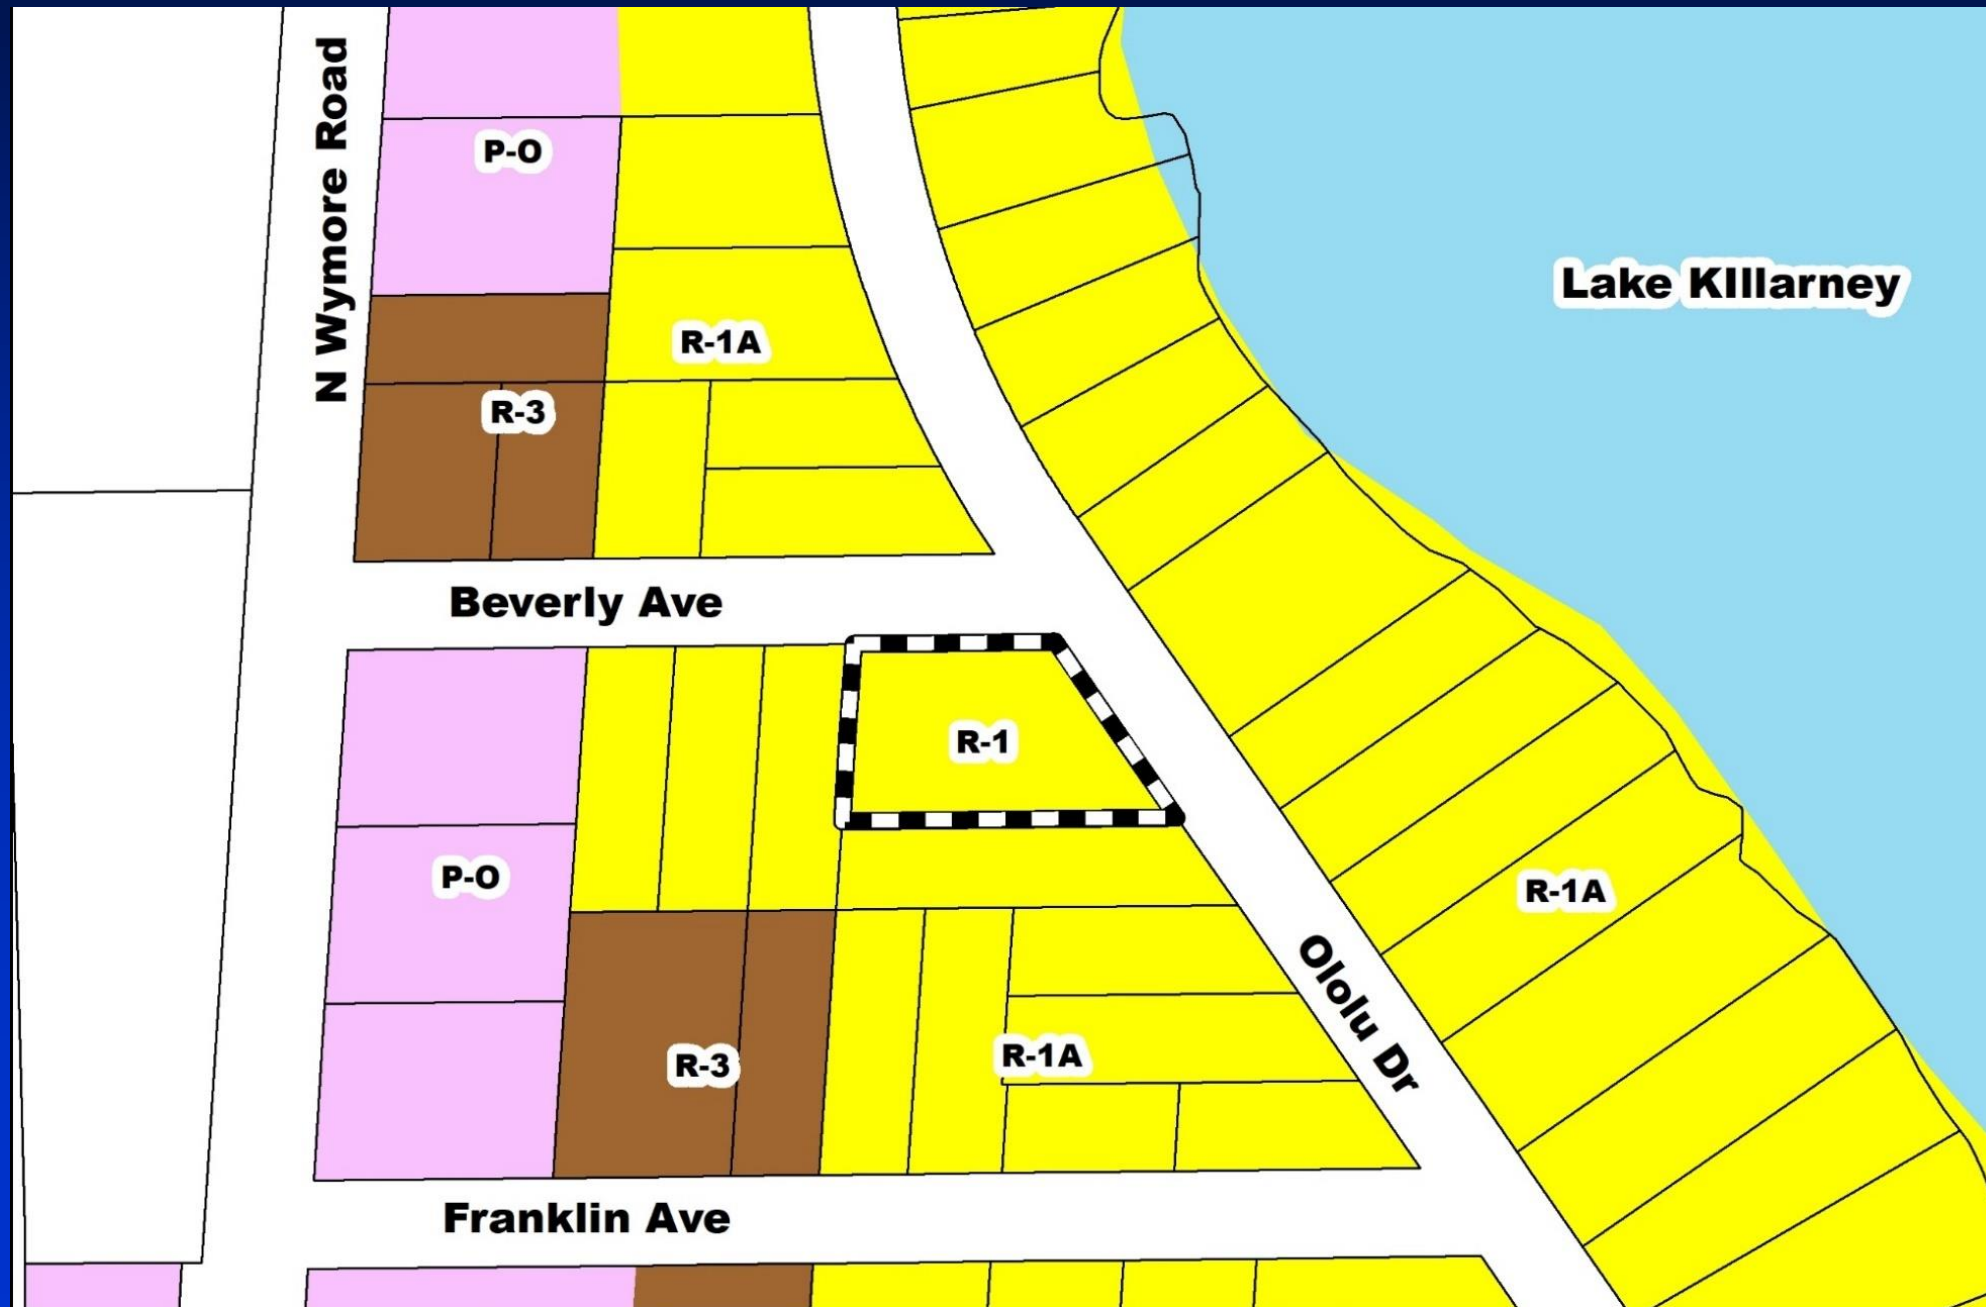 N Wymore Road
P-O
Lake KIllarney
R-1A
R-3
Beverly Ave
R-1
P-O
R-1A
Ololu Dr
R-3
R-1A
Franklin Ave